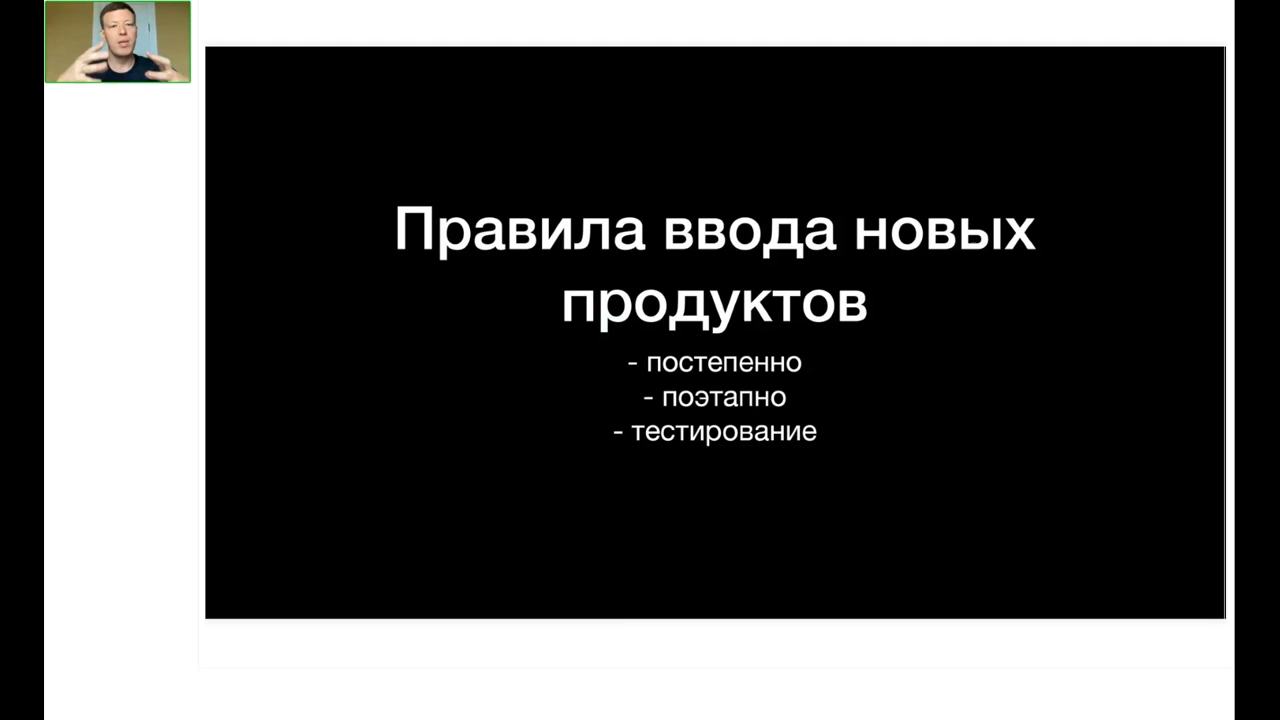 Правила ввода новых
продуктов
- постепенно
- поэтапно
- тестирование